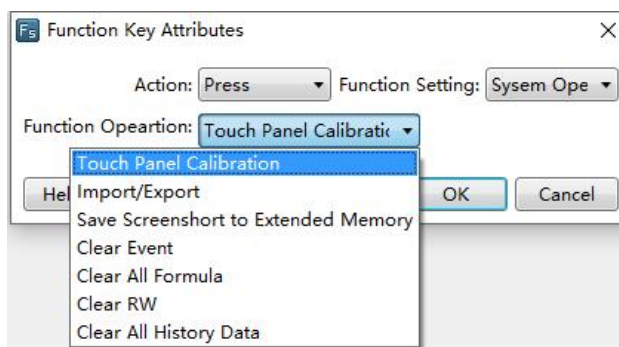 Fs Function Key Attributes
Action: Press Function Setting: Sysem Ope
Function Opeartion: Touch Panel Calibratic
Touch Panel Calibration
Import/Export
Hel OK Cancel
Save Screenshort to Extended Memory
Clear Event
Clear All Formula
Clear RW
Clear All History Data